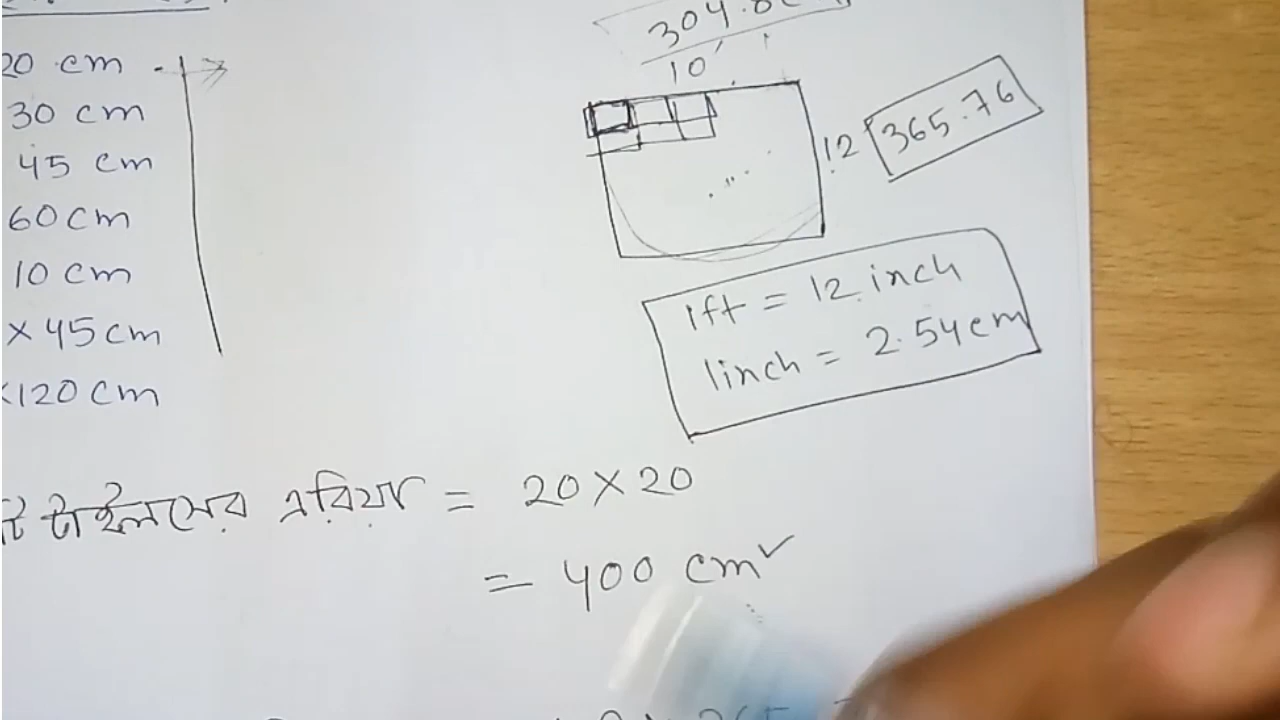 20 cm
30 cm
45 cm
60 cm
10 cm
× 45 cm
×120 cm
304.8
10'
12
365.76
1ft = 12 inch
1inch = 2.54cm
টি টাইলসের এরিয়া = 20 × 20
= 400 cm²